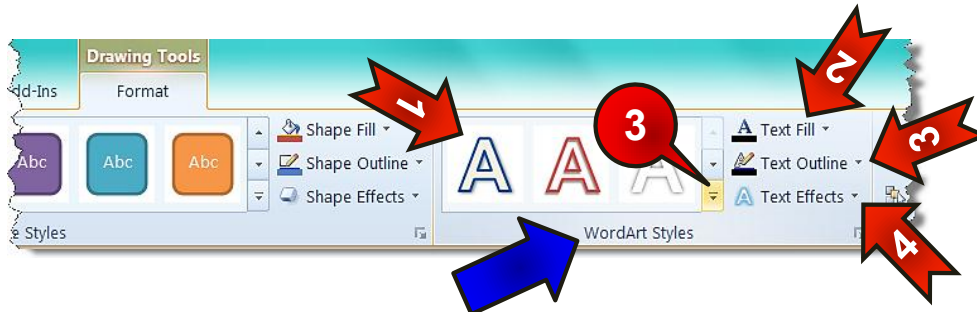 Drawing Tools
dd-Ins
Format
1
2
3
3
4
Abc
Abc
Abc
Shape Fill
Shape Outline
Shape Effects
A
A
A
A Text Fill
Text Outline
A Text Effects
e Styles
WordArt Styles